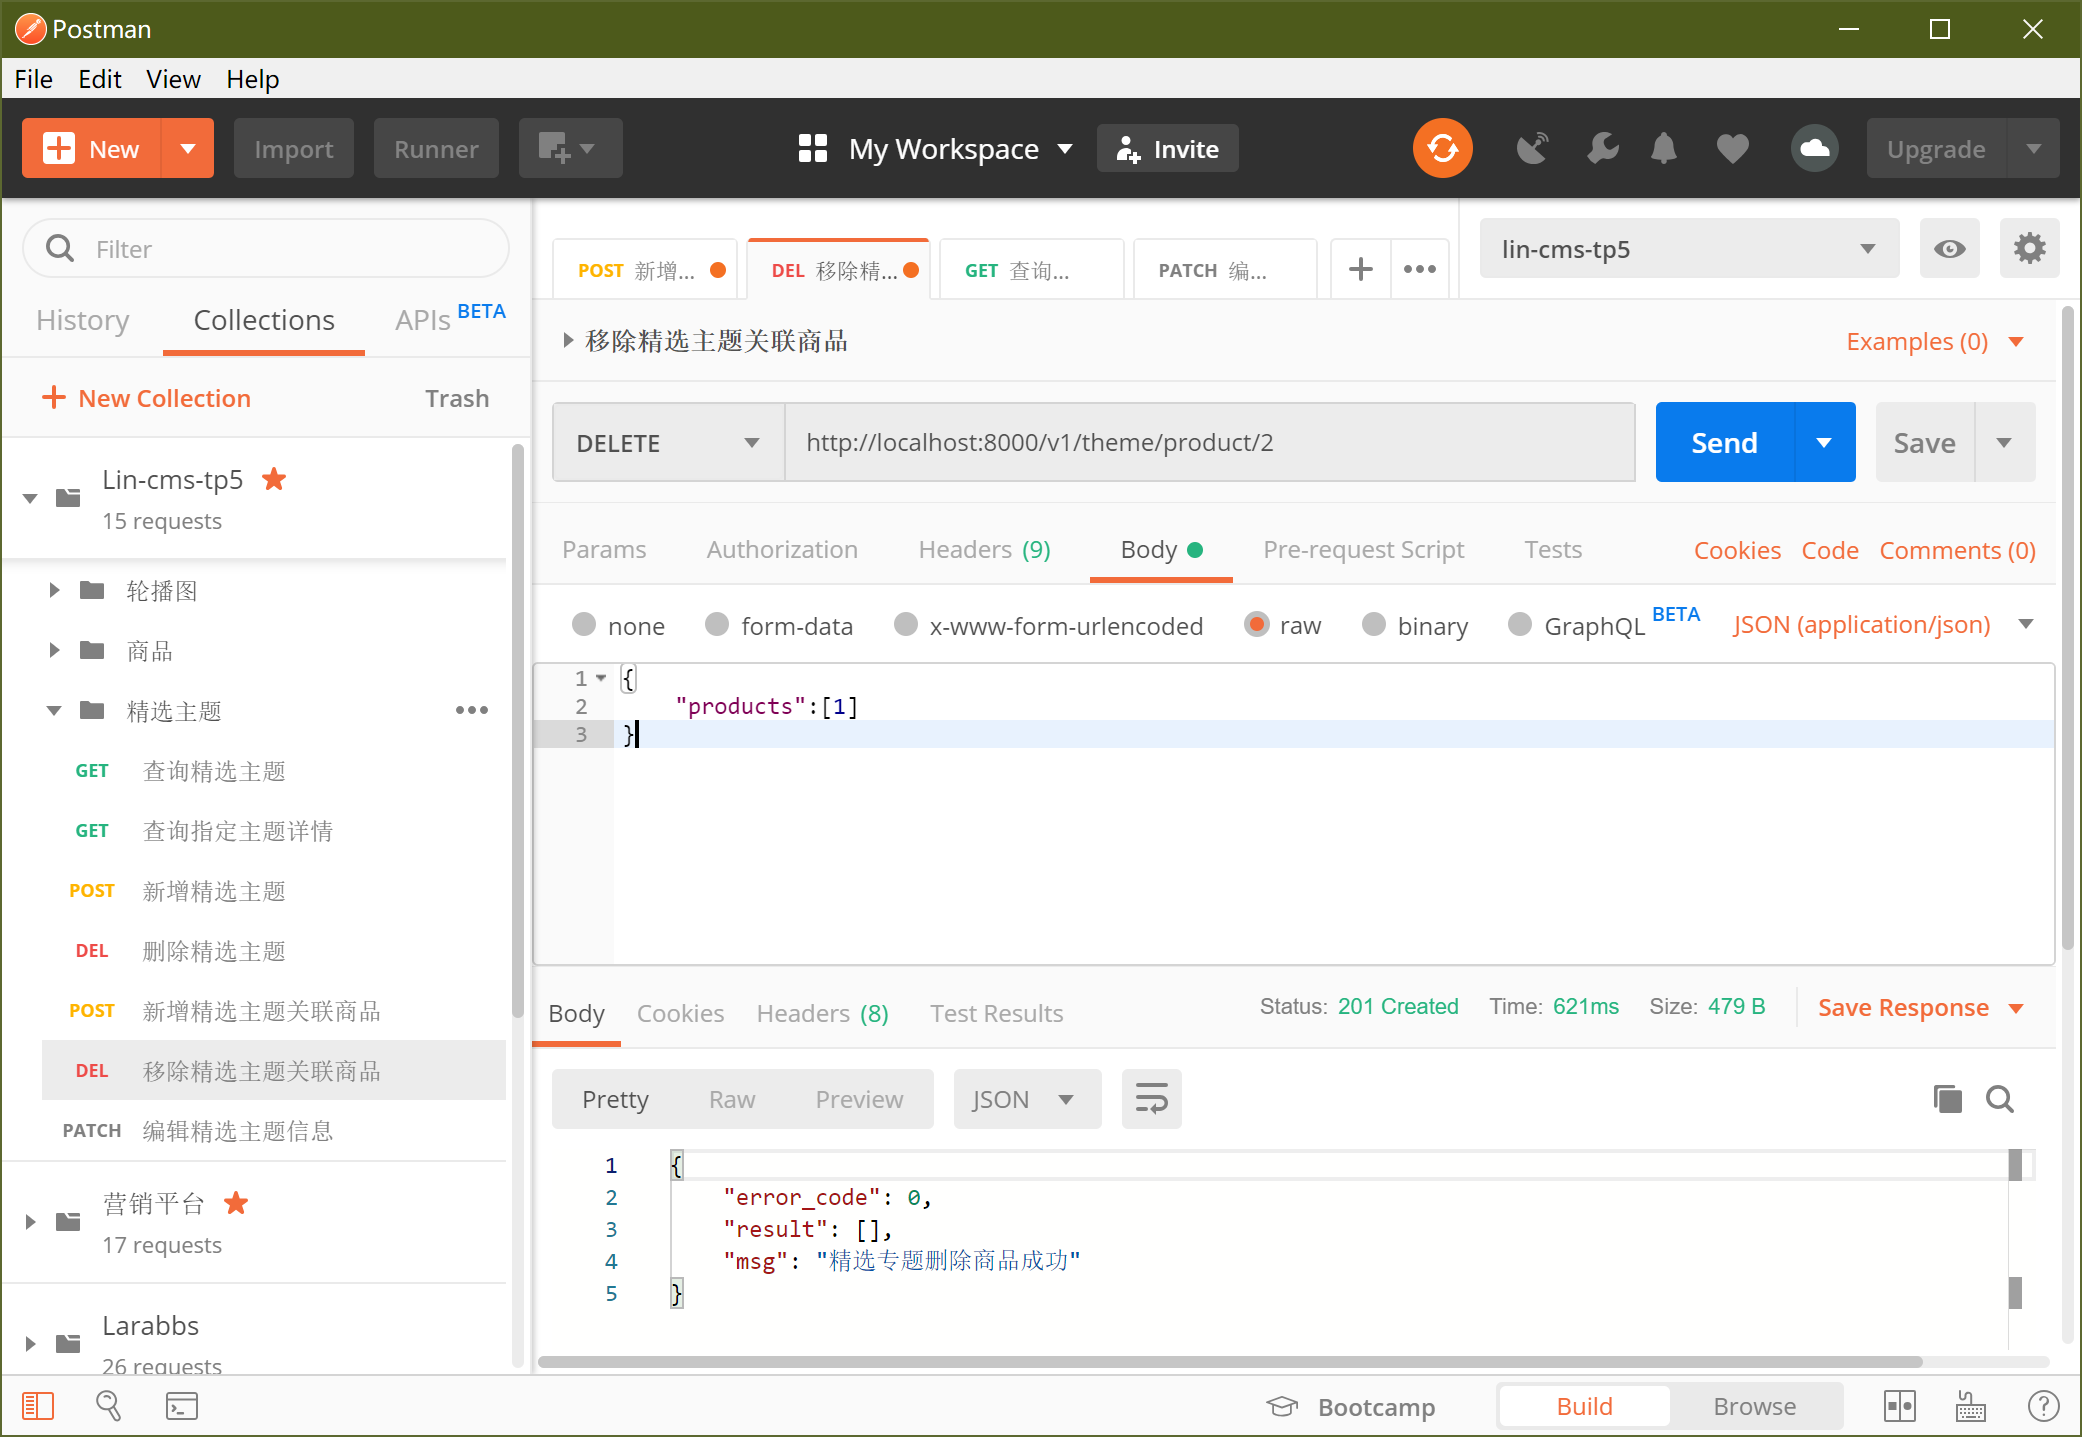 Postman
File Edit View Help
New Import Runner My Workspace Invite Upgrade
Filter
History Collections APIs BETA
New Collection Trash
Lin-cms-tp5
15 requests
轮播图
商品
精选主题
GET 查询精选主题
GET 查询指定主题详情
POST 新增精选主题
DEL 删除精选主题
POST 新增精选主题关联商品
DEL 移除精选主题关联商品
PATCH 编辑精选主题信息
营销平台
17 requests
Larabbs
26 requests
POST 新增... DEL 移除精... GET 查询... PATCH 编...
lin-cms-tp5
移除精选主题关联商品 Examples (0)
DELETE http://localhost:8000/v1/theme/product/2 Send Save
Params Authorization Headers (9) Body Pre-request Script Tests Cookies Code Comments (0)
none form-data x-www-form-urlencoded raw binary GraphQL BETA JSON (application/json)
1 {
2 "products":[1]
3 }
Body Cookies Headers (8) Test Results Status: 201 Created Time: 621ms Size: 479 B Save Response
Pretty Raw Preview JSON
1 {
2 "error_code": 0,
3 "result": [],
4 "msg": "精选专题删除商品成功"
5 }
Bootcamp Build Browse